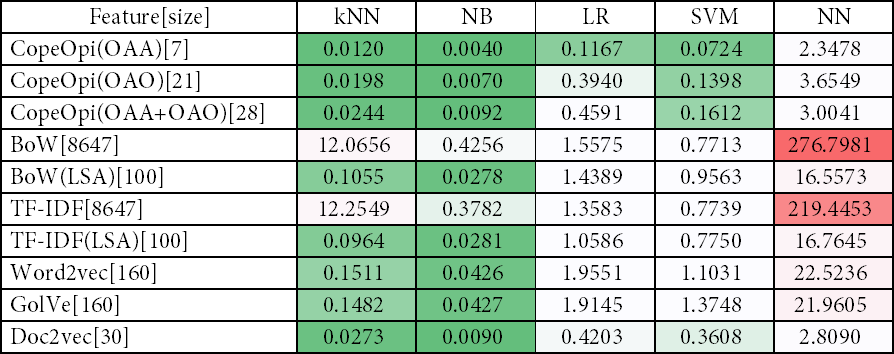 Feature[size] kNN NB LR SVM NN
CopeOpi(OAA)[7] 0.0120 0.0040 0.1167 0.0724 2.3478
CopeOpi(OAO)[21] 0.0198 0.0070 0.3940 0.1398 3.6549
CopeOpi(OAA+OAO)[28] 0.0244 0.0092 0.4591 0.1612 3.0041
BoW[8647] 12.0656 0.4256 1.5575 0.7713 276.7981
BoW(LSA)[100] 0.1055 0.0278 1.4389 0.9563 16.5573
TF-IDF[8647] 12.2549 0.3782 1.3583 0.7739 219.4453
TF-IDF(LSA)[100] 0.0964 0.0281 1.0586 0.7750 16.7645
Word2vec[160] 0.1511 0.0426 1.9551 1.1031 22.5236
GolVe[160] 0.1482 0.0427 1.9145 1.3748 21.9605
Doc2vec[30] 0.0273 0.0090 0.4203 0.3608 2.8090